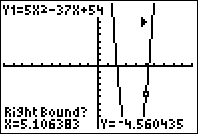 Y1=5X²-37X+54
Right Bound?
X=5.106383 Y=-4.560435